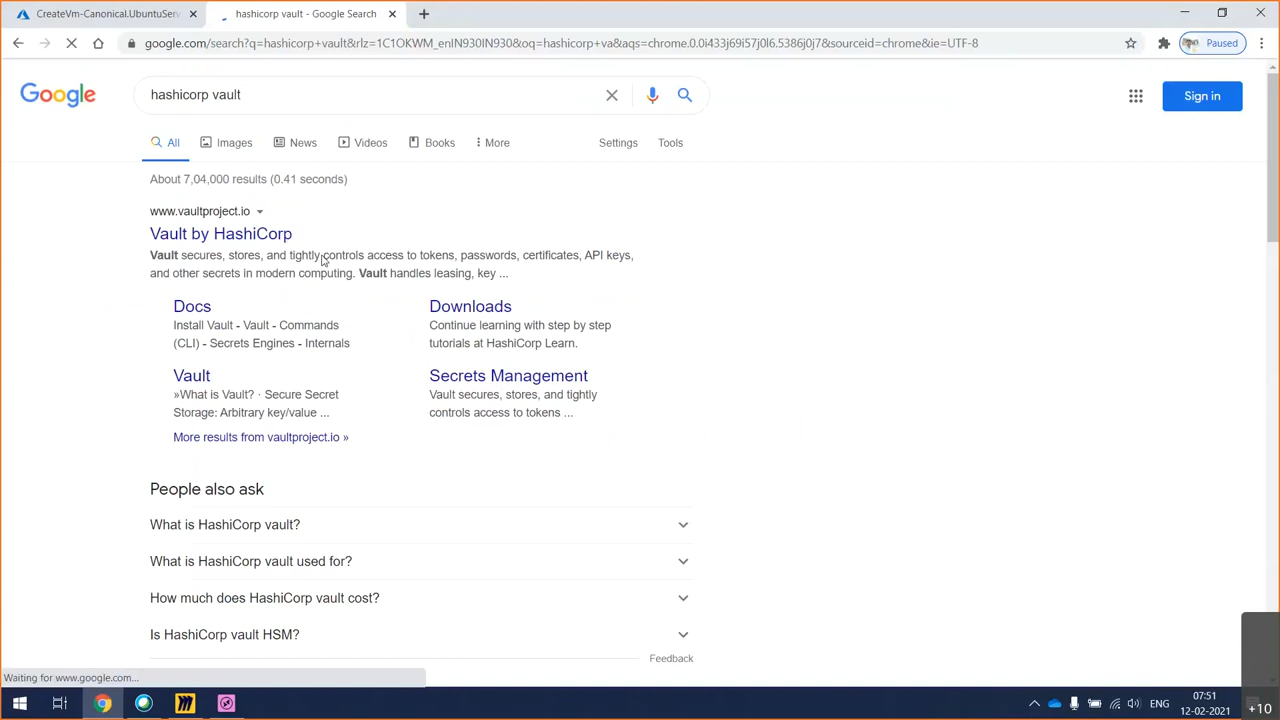 CreateVm-Canonical.UbuntuServ
hashicorp vault - Google Search
google.com/search?q=hashicorp+vault&rlz=1C1OKWM_enIN930IN930&oq=hashicorp+va&aqs=chrome.0.0i433j69i57j0l6.5386j0j7&sourceid=chrome&ie=UTF-8
Paused
Google
hashicorp vault
Sign in
All
Images
News
Videos
Books
More
Settings
Tools
About 7,04,000 results (0.41 seconds)
www.vaultproject.io
Vault by HashiCorp
Vault secures, stores, and tightly controls access to tokens, passwords, certificates, API keys,
and other secrets in modern computing. Vault handles leasing, key ...
Docs
Install Vault - Vault - Commands
(CLI) - Secrets Engines - Internals
Downloads
Continue learning with step by step
tutorials at HashiCorp Learn.
Vault
»What is Vault? · Secure Secret
Storage: Arbitrary key/value ...
Secrets Management
Vault secures, stores, and tightly
controls access to tokens ...
More results from vaultproject.io »
People also ask
What is HashiCorp vault?
What is HashiCorp vault used for?
How much does HashiCorp vault cost?
Is HashiCorp vault HSM?
Feedback
Waiting for www.google.com...
ENG
07:51
12-02-2021
+10